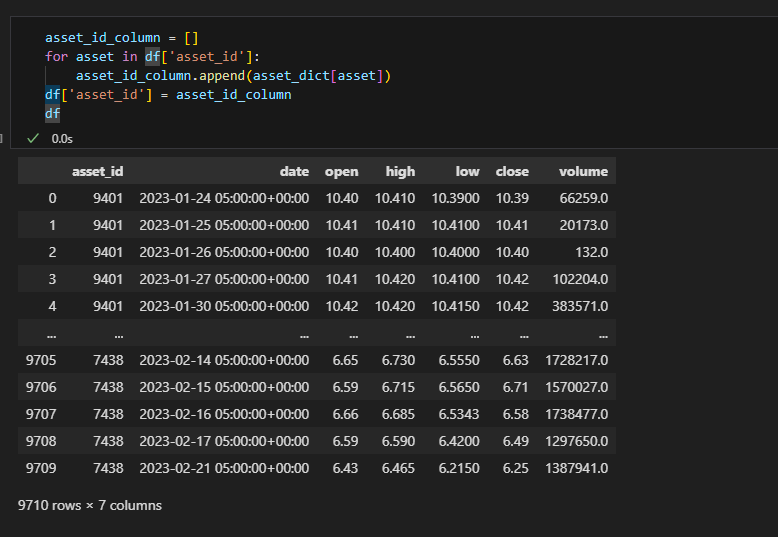 asset_id_column = []
for asset in df['asset_id']:
    asset_id_column.append(asset_dict[asset])
df['asset_id'] = asset_id_column
df
] ✓ 0.0s
asset_id date open high low close volume
0 9401 2023-01-24 05:00:00+00:00 10.40 10.410 10.3900 10.39 66259.0
1 9401 2023-01-25 05:00:00+00:00 10.41 10.410 10.4100 10.41 20173.0
2 9401 2023-01-26 05:00:00+00:00 10.40 10.400 10.4000 10.40 132.0
3 9401 2023-01-27 05:00:00+00:00 10.41 10.420 10.4100 10.42 102204.0
4 9401 2023-01-30 05:00:00+00:00 10.42 10.420 10.4150 10.42 383571.0
... ... ... ... ... ... ... ...
9705 7438 2023-02-14 05:00:00+00:00 6.65 6.730 6.5550 6.63 1728217.0
9706 7438 2023-02-15 05:00:00+00:00 6.59 6.715 6.5650 6.71 1570027.0
9707 7438 2023-02-16 05:00:00+00:00 6.66 6.685 6.5343 6.58 1738477.0
9708 7438 2023-02-17 05:00:00+00:00 6.59 6.590 6.4200 6.49 1297650.0
9709 7438 2023-02-21 05:00:00+00:00 6.43 6.465 6.2150 6.25 1387941.0
9710 rows × 7 columns